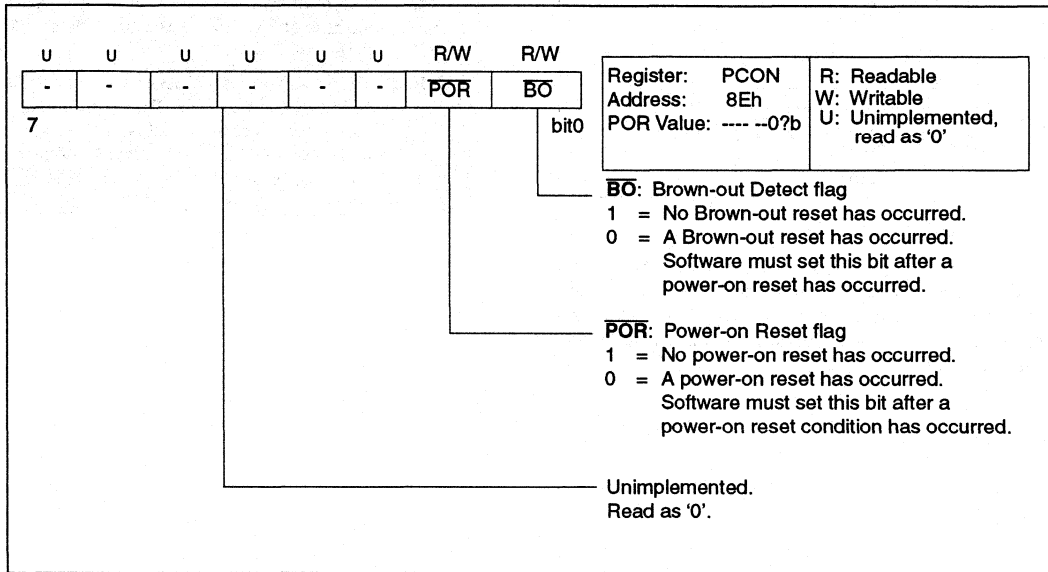 U U U U U U R/W R/W
- - - - - - P̅O̅R̅ B̅O̅
7 bit0
Register: PCON
Address: 8Eh
POR Value: ---- --0?b
R: Readable
W: Writable
U: Unimplemented,
read as ‘0’
B̅O̅: Brown-out Detect flag
1 = No Brown-out reset has occurred.
0 = A Brown-out reset has occurred.
Software must set this bit after a
power-on reset has occurred.
P̅O̅R̅: Power-on Reset flag
1 = No power-on reset has occurred.
0 = A power-on reset has occurred.
Software must set this bit after a
power-on reset condition has occurred.
Unimplemented.
Read as ‘0’.